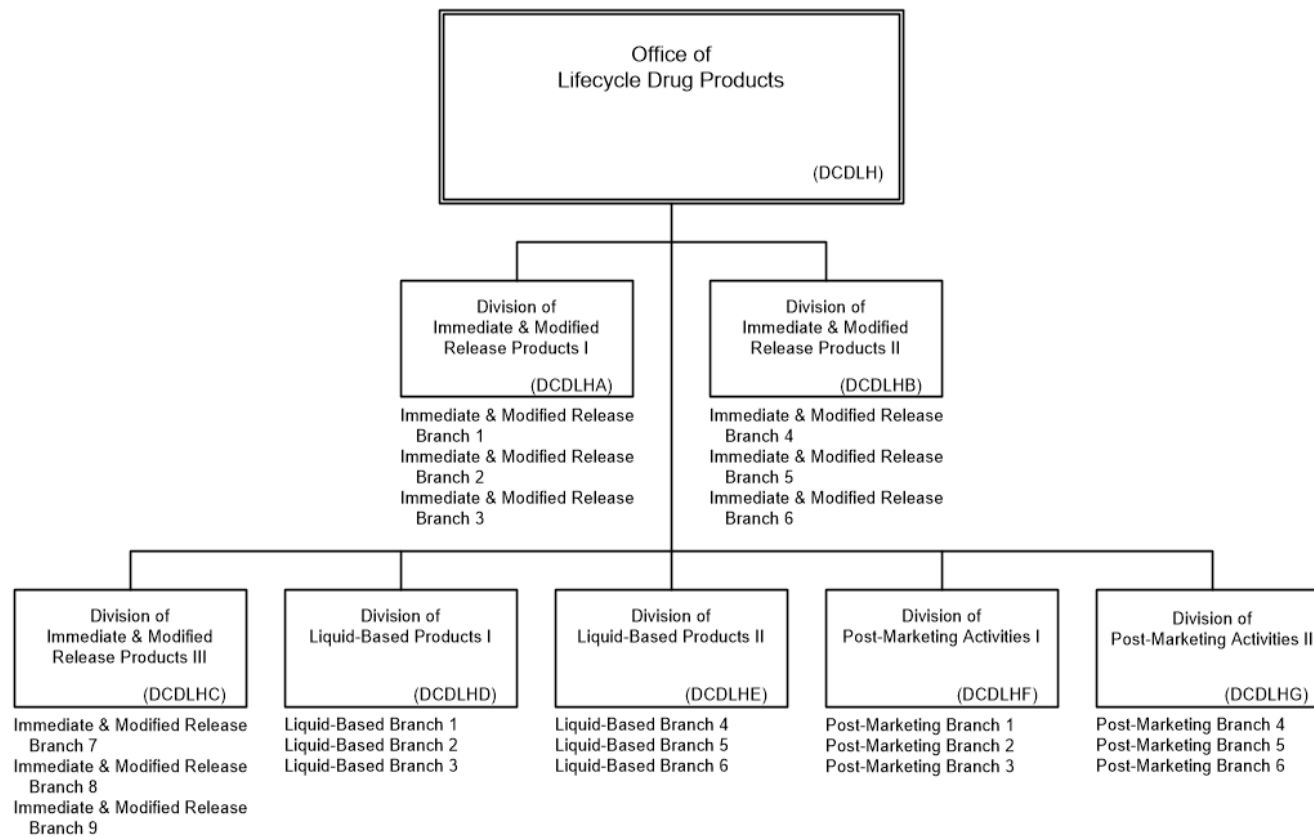 Office of
Lifecycle Drug Products
(DCDLH)
Division of
Immediate & Modified
Release Products I
(DCDLHA)
Immediate & Modified Release
Branch 1
Immediate & Modified Release
Branch 2
Immediate & Modified Release
Branch 3
Division of
Immediate & Modified
Release Products II
(DCDLHB)
Immediate & Modified Release
Branch 4
Immediate & Modified Release
Branch 5
Immediate & Modified Release
Branch 6
Division of
Immediate & Modified
Release Products III
(DCDLHC)
Immediate & Modified Release
Branch 7
Immediate & Modified Release
Branch 8
Immediate & Modified Release
Branch 9
Division of
Liquid-Based Products I
(DCDLHD)
Liquid-Based Branch 1
Liquid-Based Branch 2
Liquid-Based Branch 3
Division of
Liquid-Based Products II
(DCDLHE)
Liquid-Based Branch 4
Liquid-Based Branch 5
Liquid-Based Branch 6
Division of
Post-Marketing Activities I
(DCDLHF)
Post-Marketing Branch 1
Post-Marketing Branch 2
Post-Marketing Branch 3
Division of
Post-Marketing Activities II
(DCDLHG)
Post-Marketing Branch 4
Post-Marketing Branch 5
Post-Marketing Branch 6